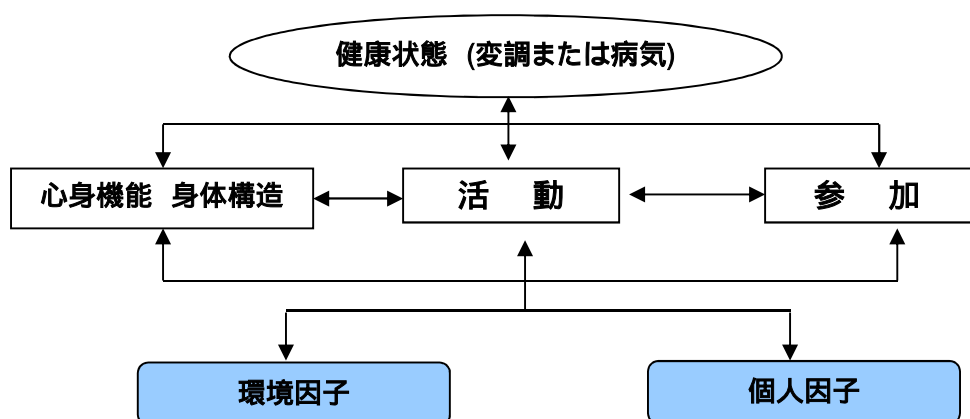 健康状態 (変調または病気)
心身機能 身体構造
活 動
参 加
環境因子
個人因子